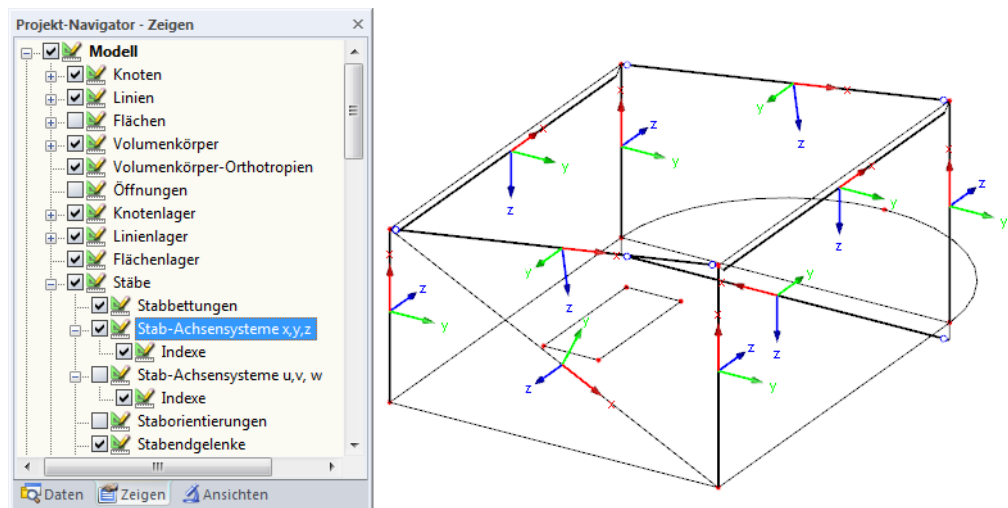 Projekt-Navigator - Zeigen
Modell
Knoten
Linien
Flächen
Volumenkörper
Volumenkörper-Orthotropien
Öffnungen
Knotenlager
Linienlager
Flächenlager
Stäbe
Stabbettungen
Stab-Achsensysteme x,y,z
Indexe
Stab-Achsensysteme u,v, w
Indexe
Staborientierungen
Stabendgelenke
Daten Zeigen Ansichten
x
y
z
x
z
y
x
y
z
x
z
y
x
y
z
x
y
z
x
z
y
x
y
z
x
z
y
x
y
z